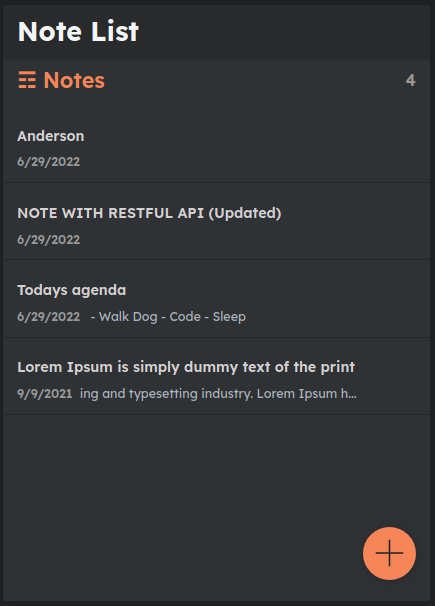 Note List
☶ Notes 4
Anderson
6/29/2022
NOTE WITH RESTFUL API (Updated)
6/29/2022
Todays agenda
6/29/2022 - Walk Dog - Code - Sleep
Lorem Ipsum is simply dummy text of the print
9/9/2021 ing and typesetting industry. Lorem Ipsum h...